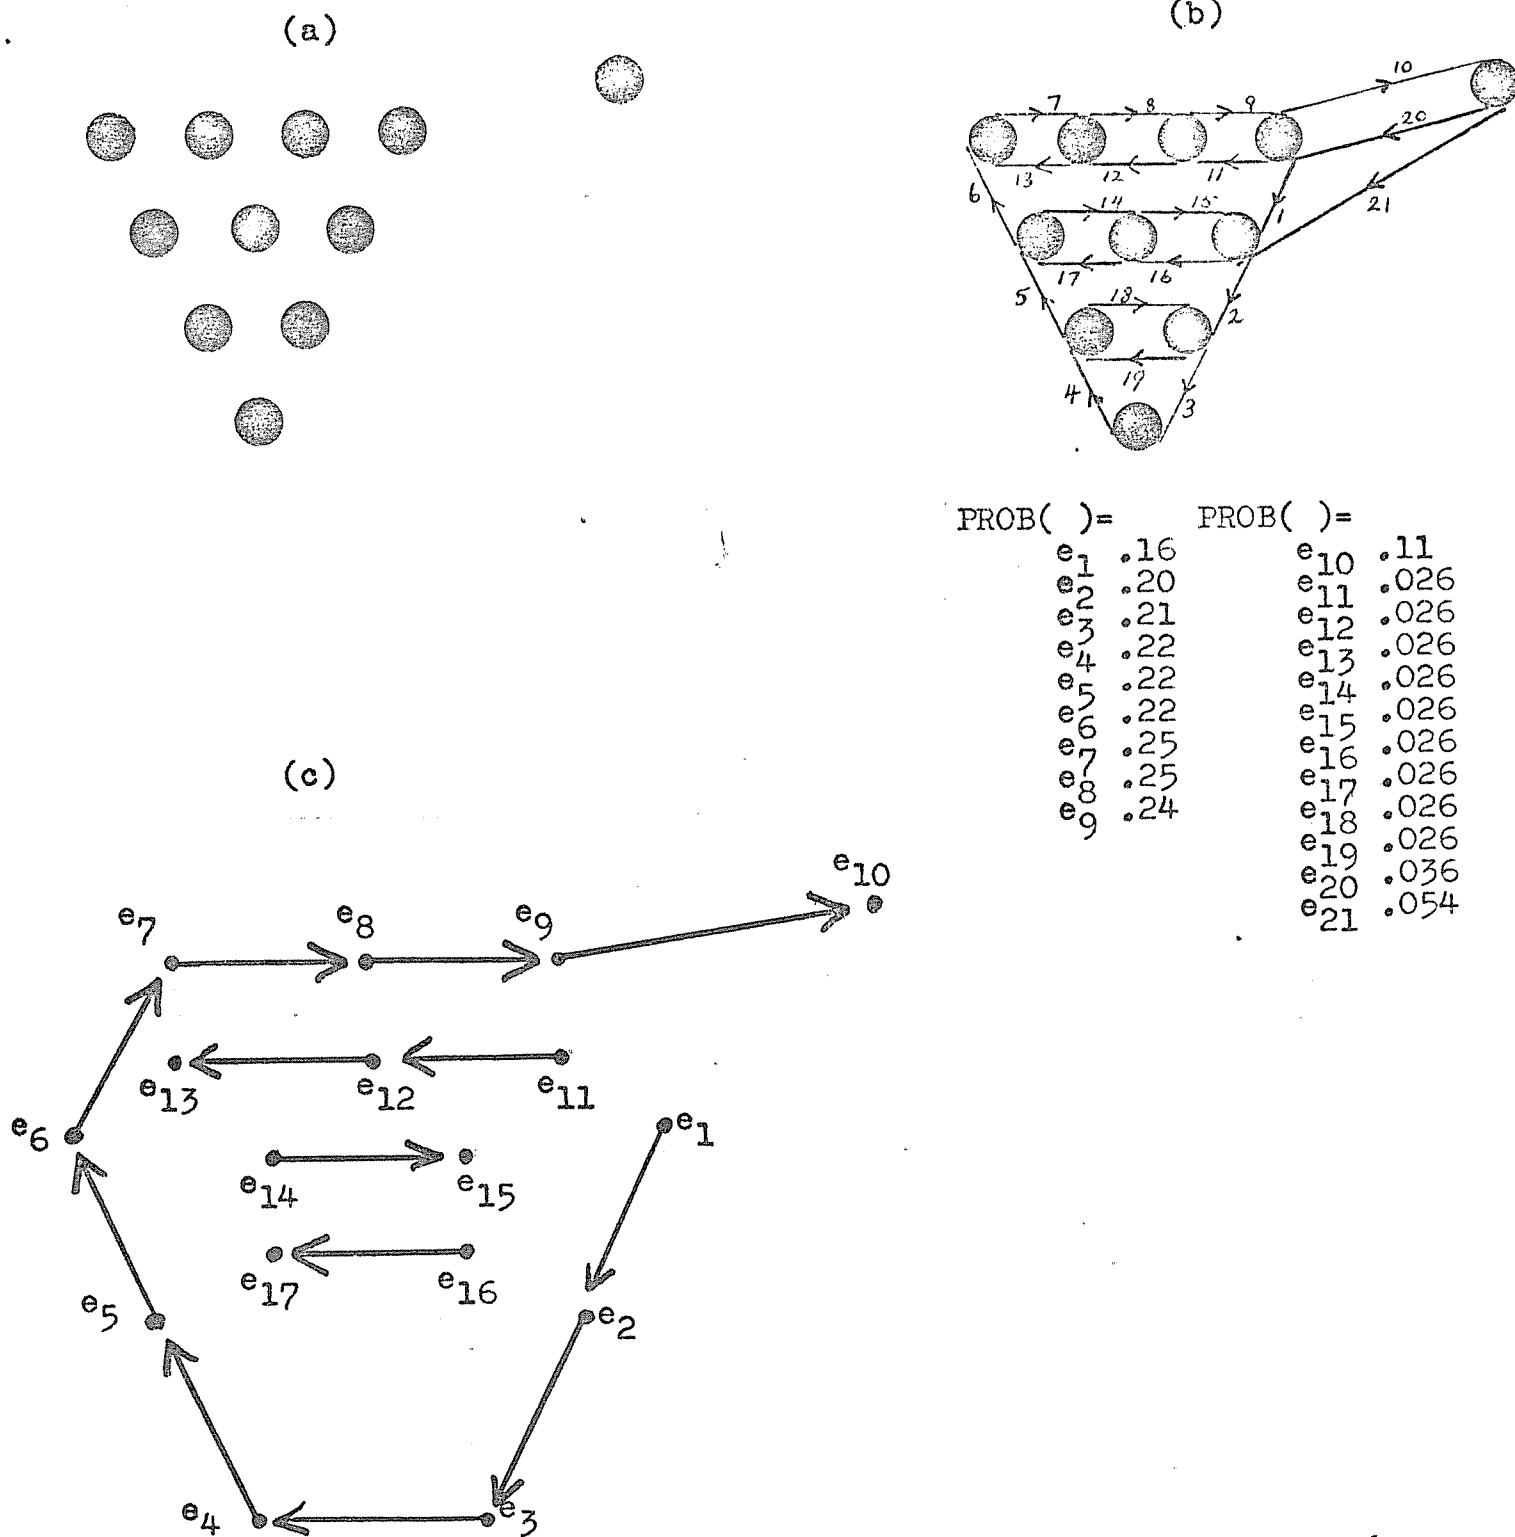 (a)
(b)
10
7 8 9
20
13 12 11
6
14 15
1
21
17 16
5
18
2
19
4
3
PROB( )= PROB( )=
e1 .16 e10 .11
e2 .20 e11 .026
e3 .21 e12 .026
e4 .22 e13 .026
e5 .22 e14 .026
e6 .22 e15 .026
e7 .25 e16 .026
e8 .25 e17 .026
e9 .24 e18 .026
e19 .026
e20 .036
e21 .054
(c)
e10
e7 e8 e9
e13 e12 e11
e6
e1
e14 e15
e17 e16
e5
e2
e4 e3